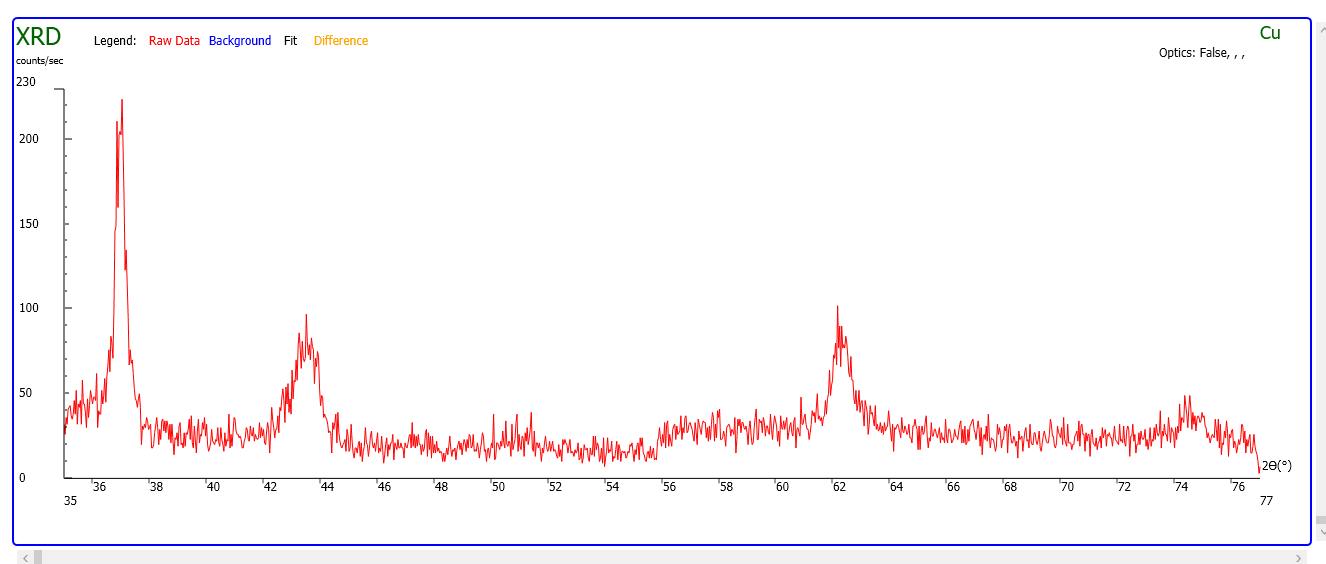 XRD
Legend: Raw Data Background Fit Difference
Cu
counts/sec
Optics: False, , ,
230
200
150
100
50
0
2Θ(°)
36 38 40 42 44 46 48 50 52 54 56 58 60 62 64 66 68 70 72 74 76
35 77